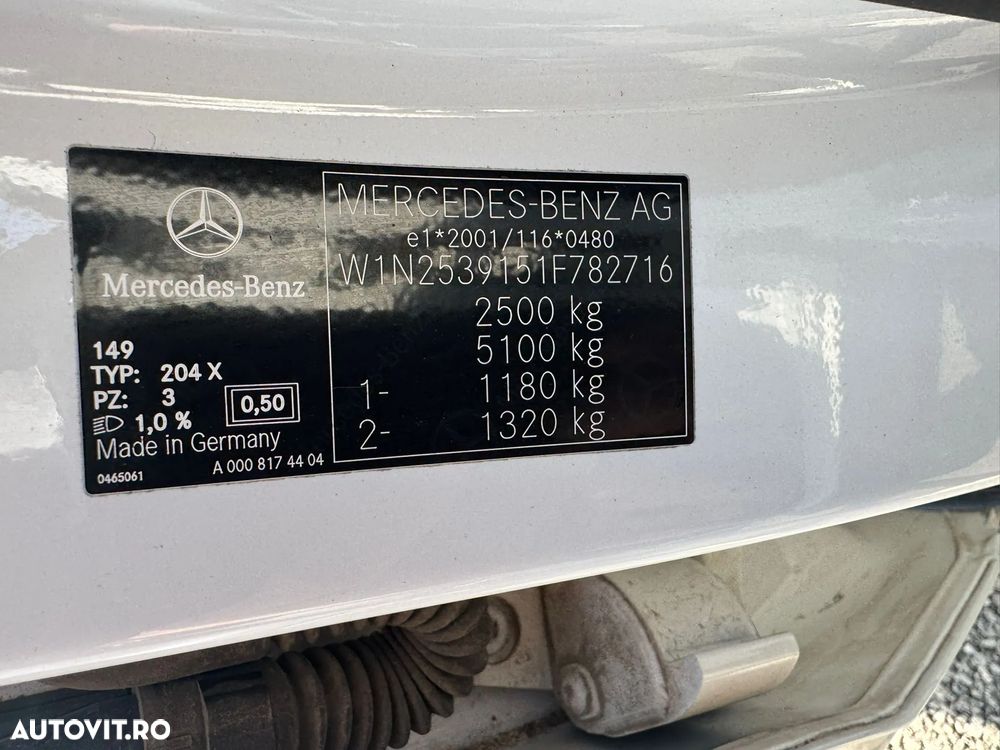 Mercedes-Benz
149
TYP: 204 X
PZ: 3
1,0 %
0,50
Made in Germany
0465061
A 000 817 44 04
MERCEDES-BENZ AG
e1*2001/116*0480
W1N2539151F782716
2500 kg
5100 kg
1- 1180 kg
2- 1320 kg
AUTOVIT.RO